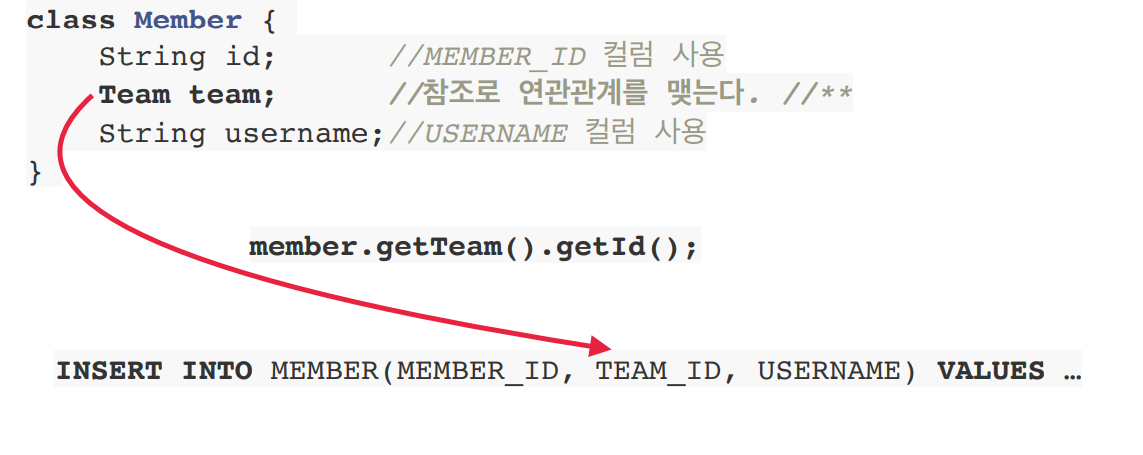 class Member {
String id; //MEMBER_ID 컬럼 사용
Team team; //참조로 연관관계를 맺는다. //**
String username;//USERNAME 컬럼 사용
}
member.getTeam().getId();
INSERT INTO MEMBER(MEMBER_ID, TEAM_ID, USERNAME) VALUES …